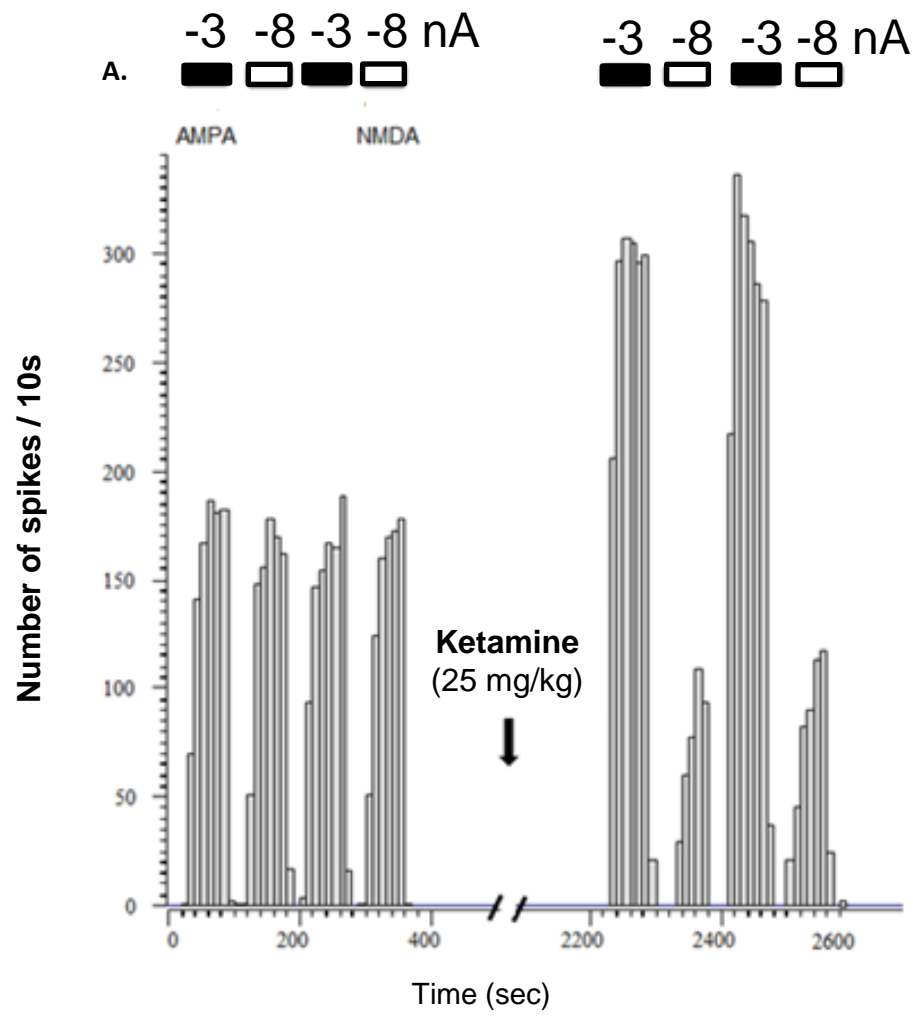 -3 -8 -3 -8 nA
-3 -8 -3 -8 nA
A.
AMPA
NMDA
Number of spikes / 10s
300
250
200
150
100
50
0
Ketamine
(25 mg/kg)
0
200
400
2200
2400
2600
Time (sec)